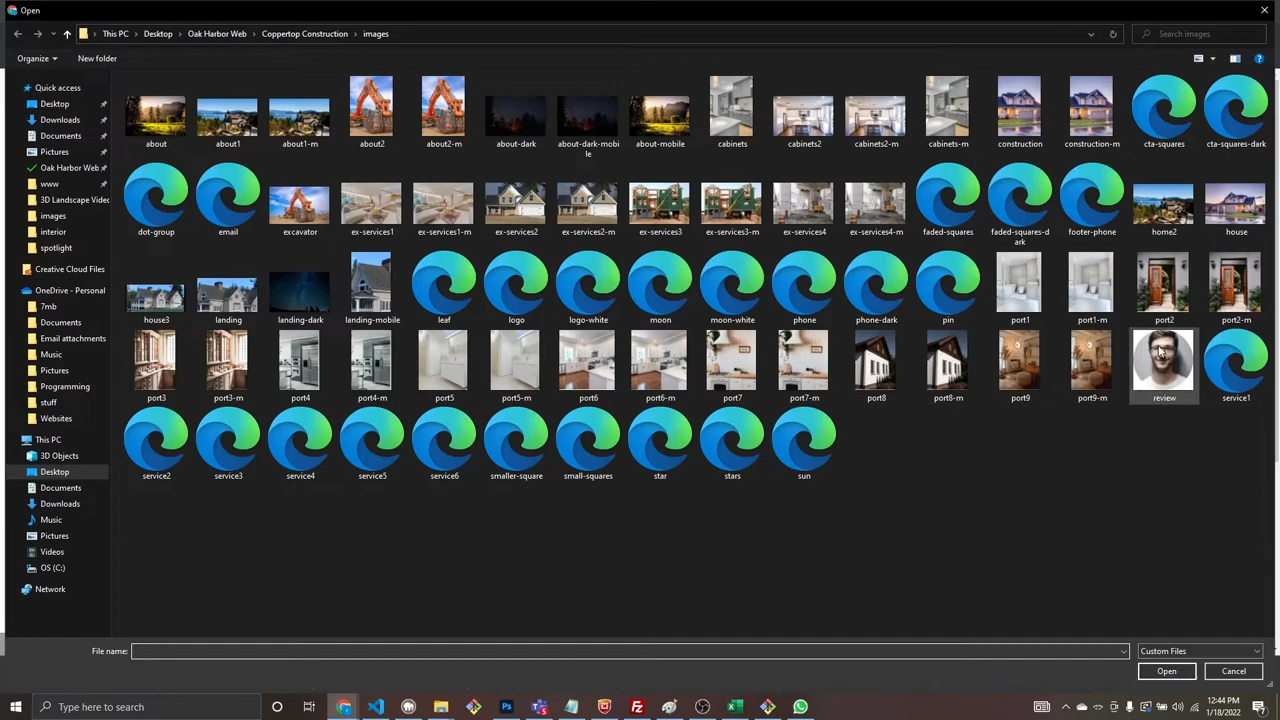 Open
This PC Desktop Oak Harbor Web Coppertop Construction images
Search images
Organize New folder
Quick access
Desktop
Downloads
Documents
Pictures
Oak Harbor Web
www
3D Landscape Videc
images
interior
spotlight
Creative Cloud Files
OneDrive - Personal
7mb
Documents
Email attachments
Music
Pictures
Programming
stuff
Websites
This PC
3D Objects
Desktop
Documents
Downloads
Music
Pictures
Videos
OS (C:)
Network
about about1 about1-m about2 about2-m about-dark about-dark-mobi about-mobile cabinets cabinets2 cabinets2-m cabinets-m construction construction-m cta-squares cta-squares-dark
le
dot-group email excavator ex-services1 ex-services1-m ex-services2 ex-services2-m ex-services3 ex-services3-m ex-services4 ex-services4-m faded-squares faded-squares-d footer-phone home2 house
ark
house3 landing landing-dark landing-mobile leaf logo logo-white moon moon-white phone phone-dark pin port1 port1-m port2 port2-m
port3 port3-m port4 port4-m port5 port5-m port6 port6-m port7 port7-m port8 port8-m port9 port9-m review service1
service2 service3 service4 service5 service6 smaller-square small-squares star stars sun
File name: Custom Files
Open Cancel
Type here to search
12:44 PM
1/18/2022